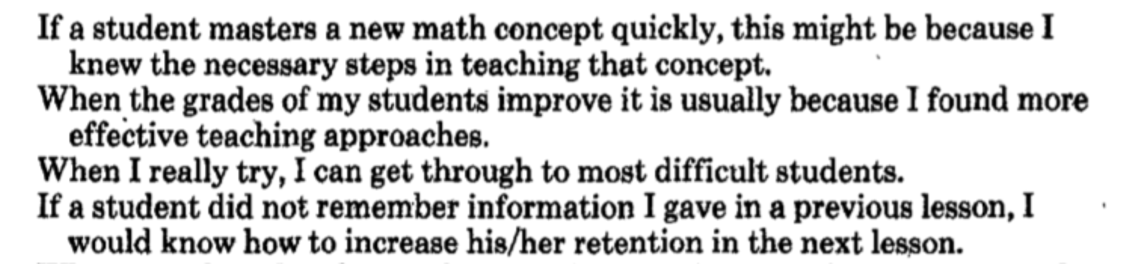 If a student masters a new math concept quickly, this might be because I
knew the necessary steps in teaching that concept.
When the grades of my students improve it is usually because I found more
effective teaching approaches.
When I really try, I can get through to most difficult students.
If a student did not remember information I gave in a previous lesson, I
would know how to increase his/her retention in the next lesson.